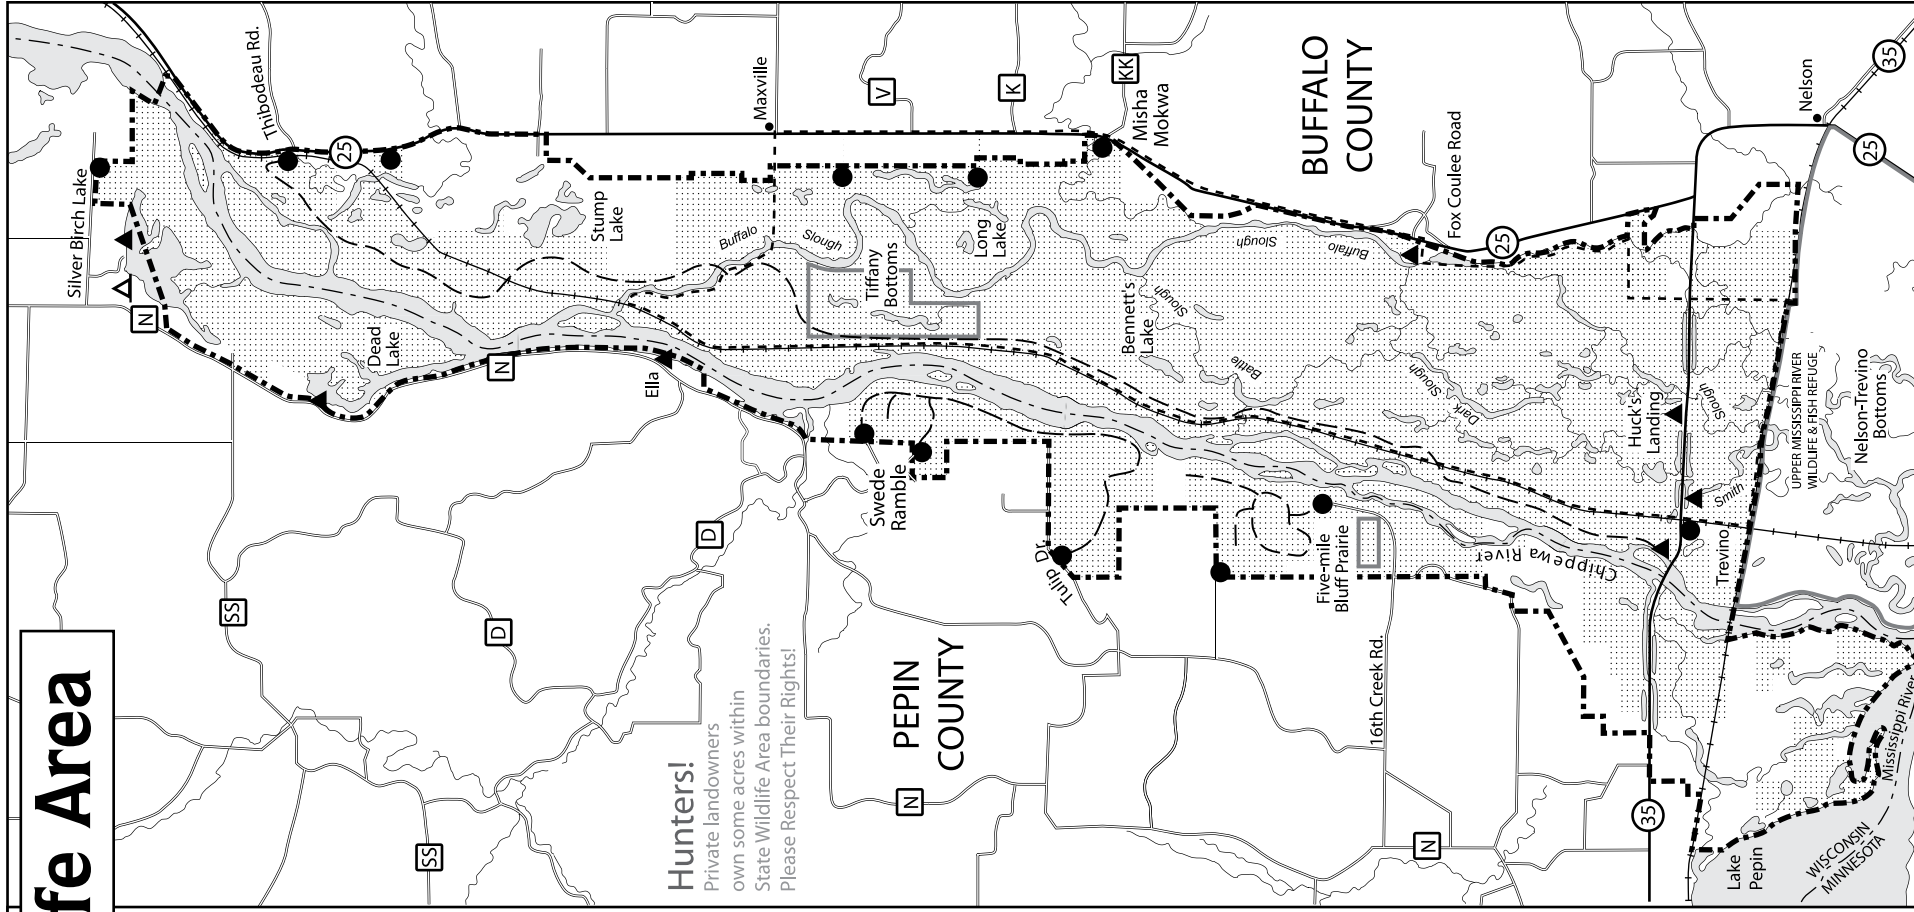 fe Area
Hunters!
Private landowners
own some acres within
State Wildlife Area boundaries.
Please Respect Their Rights!
PEPIN
COUNTY
BUFFALO
COUNTY
Silver Birch Lake
N
Thibodeau Rd.
25
Dead
Lake
N
Stump
Lake
Maxville
Ella
Buffalo
Slough
Tiffany
Bottoms
Long
Lake
V
K
KK
Misha
Mokwa
Bennett's
Lake
Slough
Battle
Slough
Buffalo
Fox Coulee Road
25
Slough
Dark
Huck's
Landing
Slough
Smith
Nelson
35
25
UPPER MISSISSIPPI RIVER
WILDLIFE & FISH REFUGE
Nelson-Trevino
Bottoms
Swede
Ramble
Tulip Dr.
Five-mile
Bluff Prairie
Chippewa River
Trevino
16th Creek Rd.
SS
D
D
SS
N
N
35
Lake
Pepin
Mississippi River
WISCONSIN
MINNESOTA